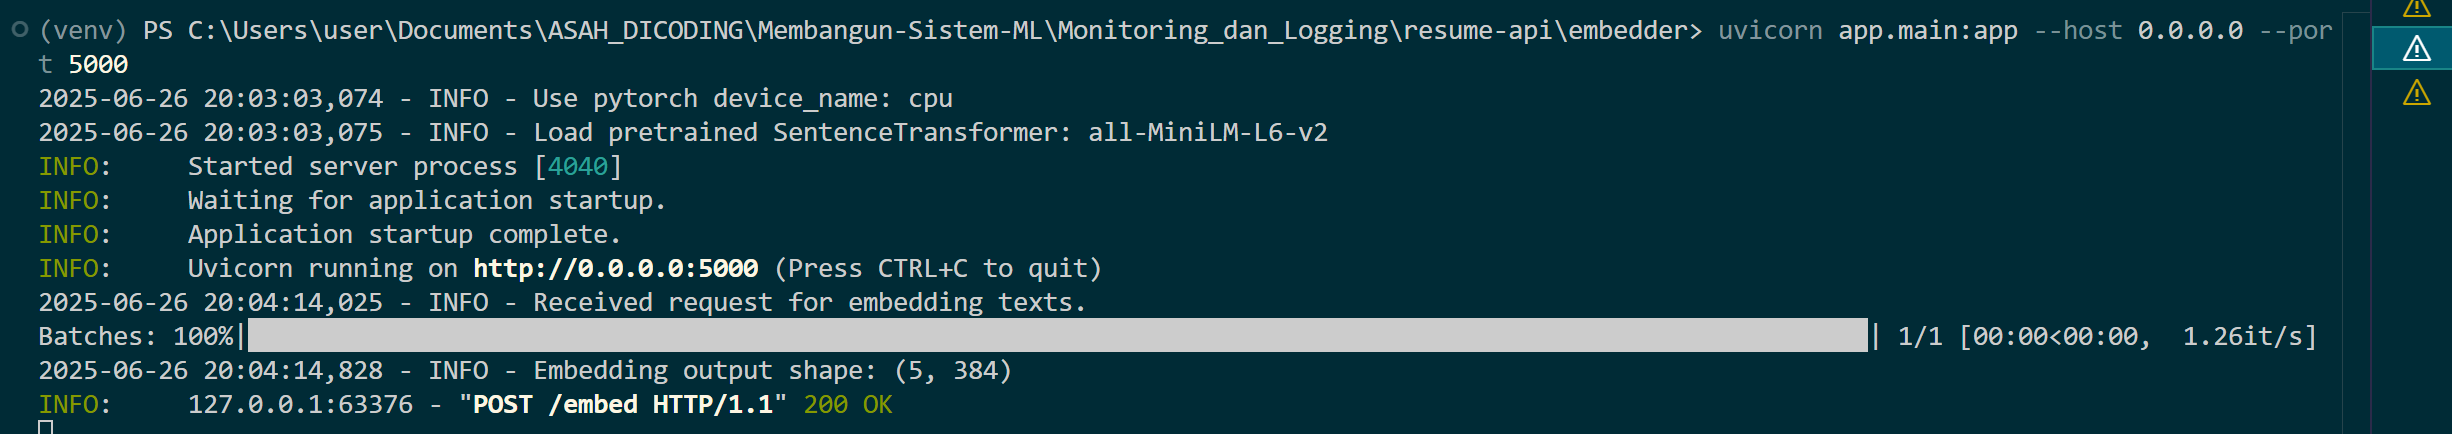 (venv) PS C:\Users\user\Documents\ASAH_DICODING\Membangun-Sistem-ML\Monitoring_dan_Logging\resume-api\embedder> uvicorn app.main:app --host 0.0.0.0 --por
t 5000
2025-06-26 20:03:03,074 - INFO - Use pytorch device_name: cpu
2025-06-26 20:03:03,075 - INFO - Load pretrained SentenceTransformer: all-MiniLM-L6-v2
INFO:     Started server process [4040]
INFO:     Waiting for application startup.
INFO:     Application startup complete.
INFO:     Uvicorn running on http://0.0.0.0:5000 (Press CTRL+C to quit)
2025-06-26 20:04:14,025 - INFO - Received request for embedding texts.
Batches: 100%|██████████| 1/1 [00:00<00:00,  1.26it/s]
2025-06-26 20:04:14,828 - INFO - Embedding output shape: (5, 384)
INFO:     127.0.0.1:63376 - "POST /embed HTTP/1.1" 200 OK